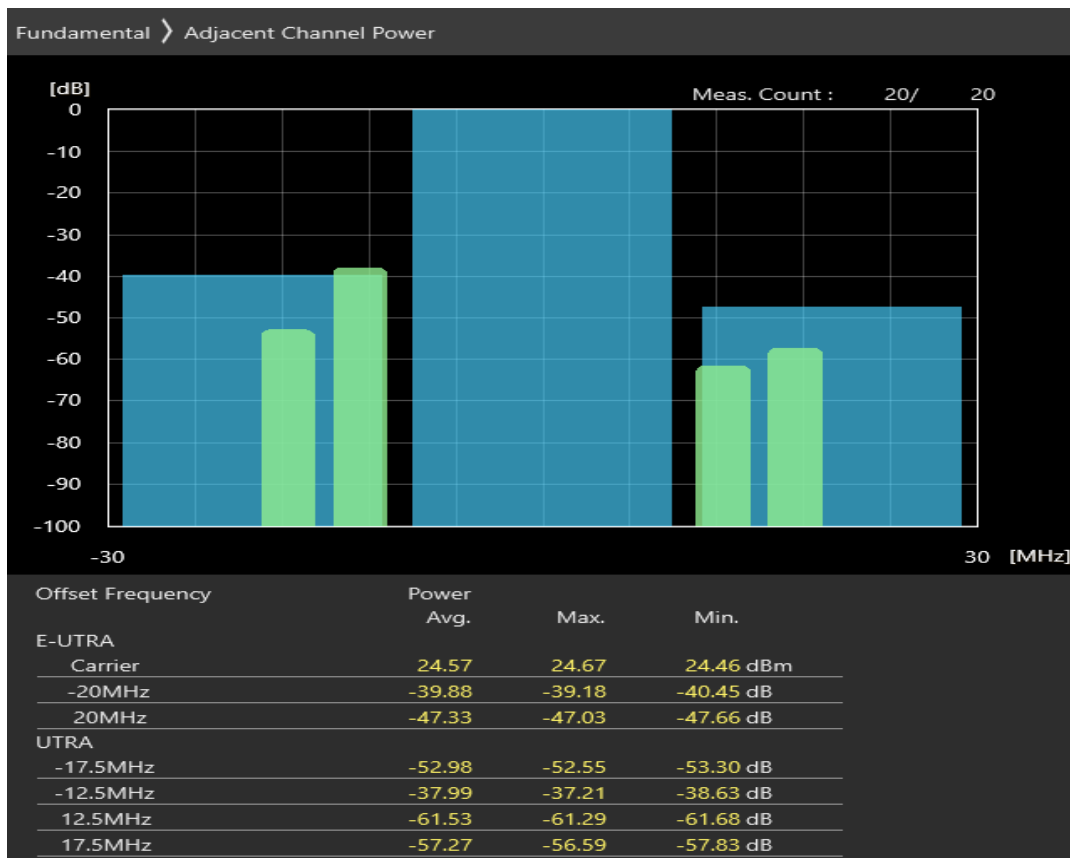 Fundamental 〉 Adjacent Channel Power
[dB]
Meas. Count : 20/ 20
0
-10
-20
-30
-40
-50
-60
-70
-80
-90
-100
-30 30 [MHz]
Offset Frequency Power
Avg. Max. Min.
E-UTRA
Carrier 24.57 24.67 24.46 dBm
-20MHz -39.88 -39.18 -40.45 dB
20MHz -47.33 -47.03 -47.66 dB
UTRA
-17.5MHz -52.98 -52.55 -53.30 dB
-12.5MHz -37.99 -37.21 -38.63 dB
12.5MHz -61.53 -61.29 -61.68 dB
17.5MHz -57.27 -56.59 -57.83 dB